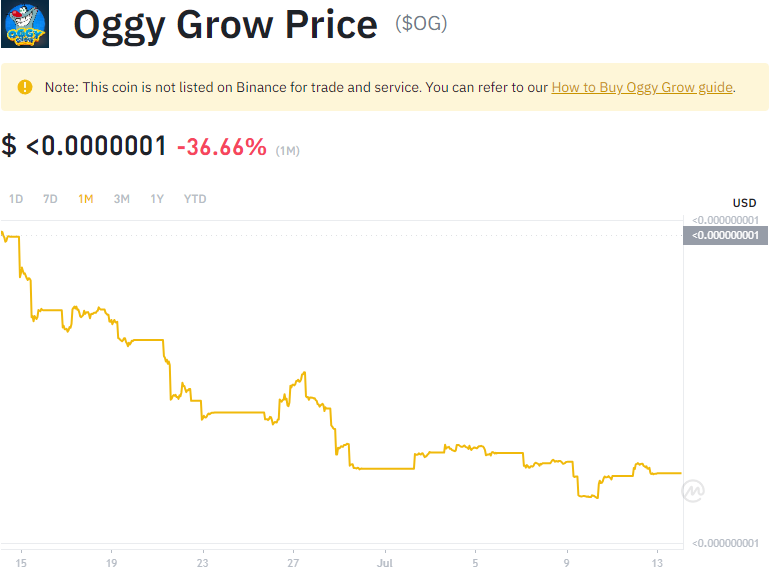 OGGY
Oggy Grow Price ($OG)
Note: This coin is not listed on Binance for trade and service. You can refer to our How to Buy Oggy Grow guide.
$ <0.0000001 -36.66% (1M)
1D 7D 1M 3M 1Y YTD
USD
<0.000000001
<0.000000001
<0.000000001
15 19 23 27 Jul 5 9 13